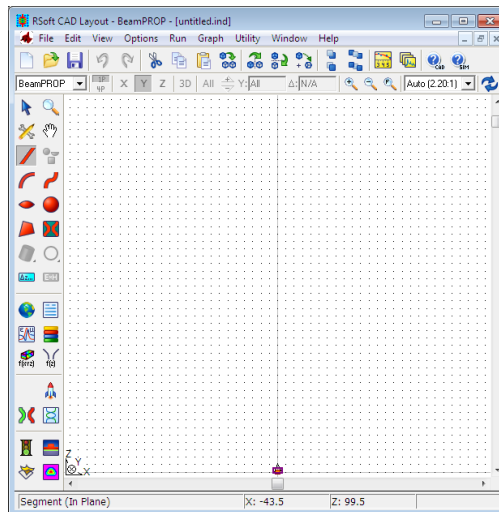 RSoft CAD Layout - BeamPROP - [untitled.ind]
File Edit View Options Run Graph Utility Window Help
CAD SIM
BeamPROP X Y Z 3D All Y: All Δ: N/A Auto (2.20:1)
f(x,z) f(z)
Z
Y
X
Segment (In Plane) X: -43.5 Z: 99.5